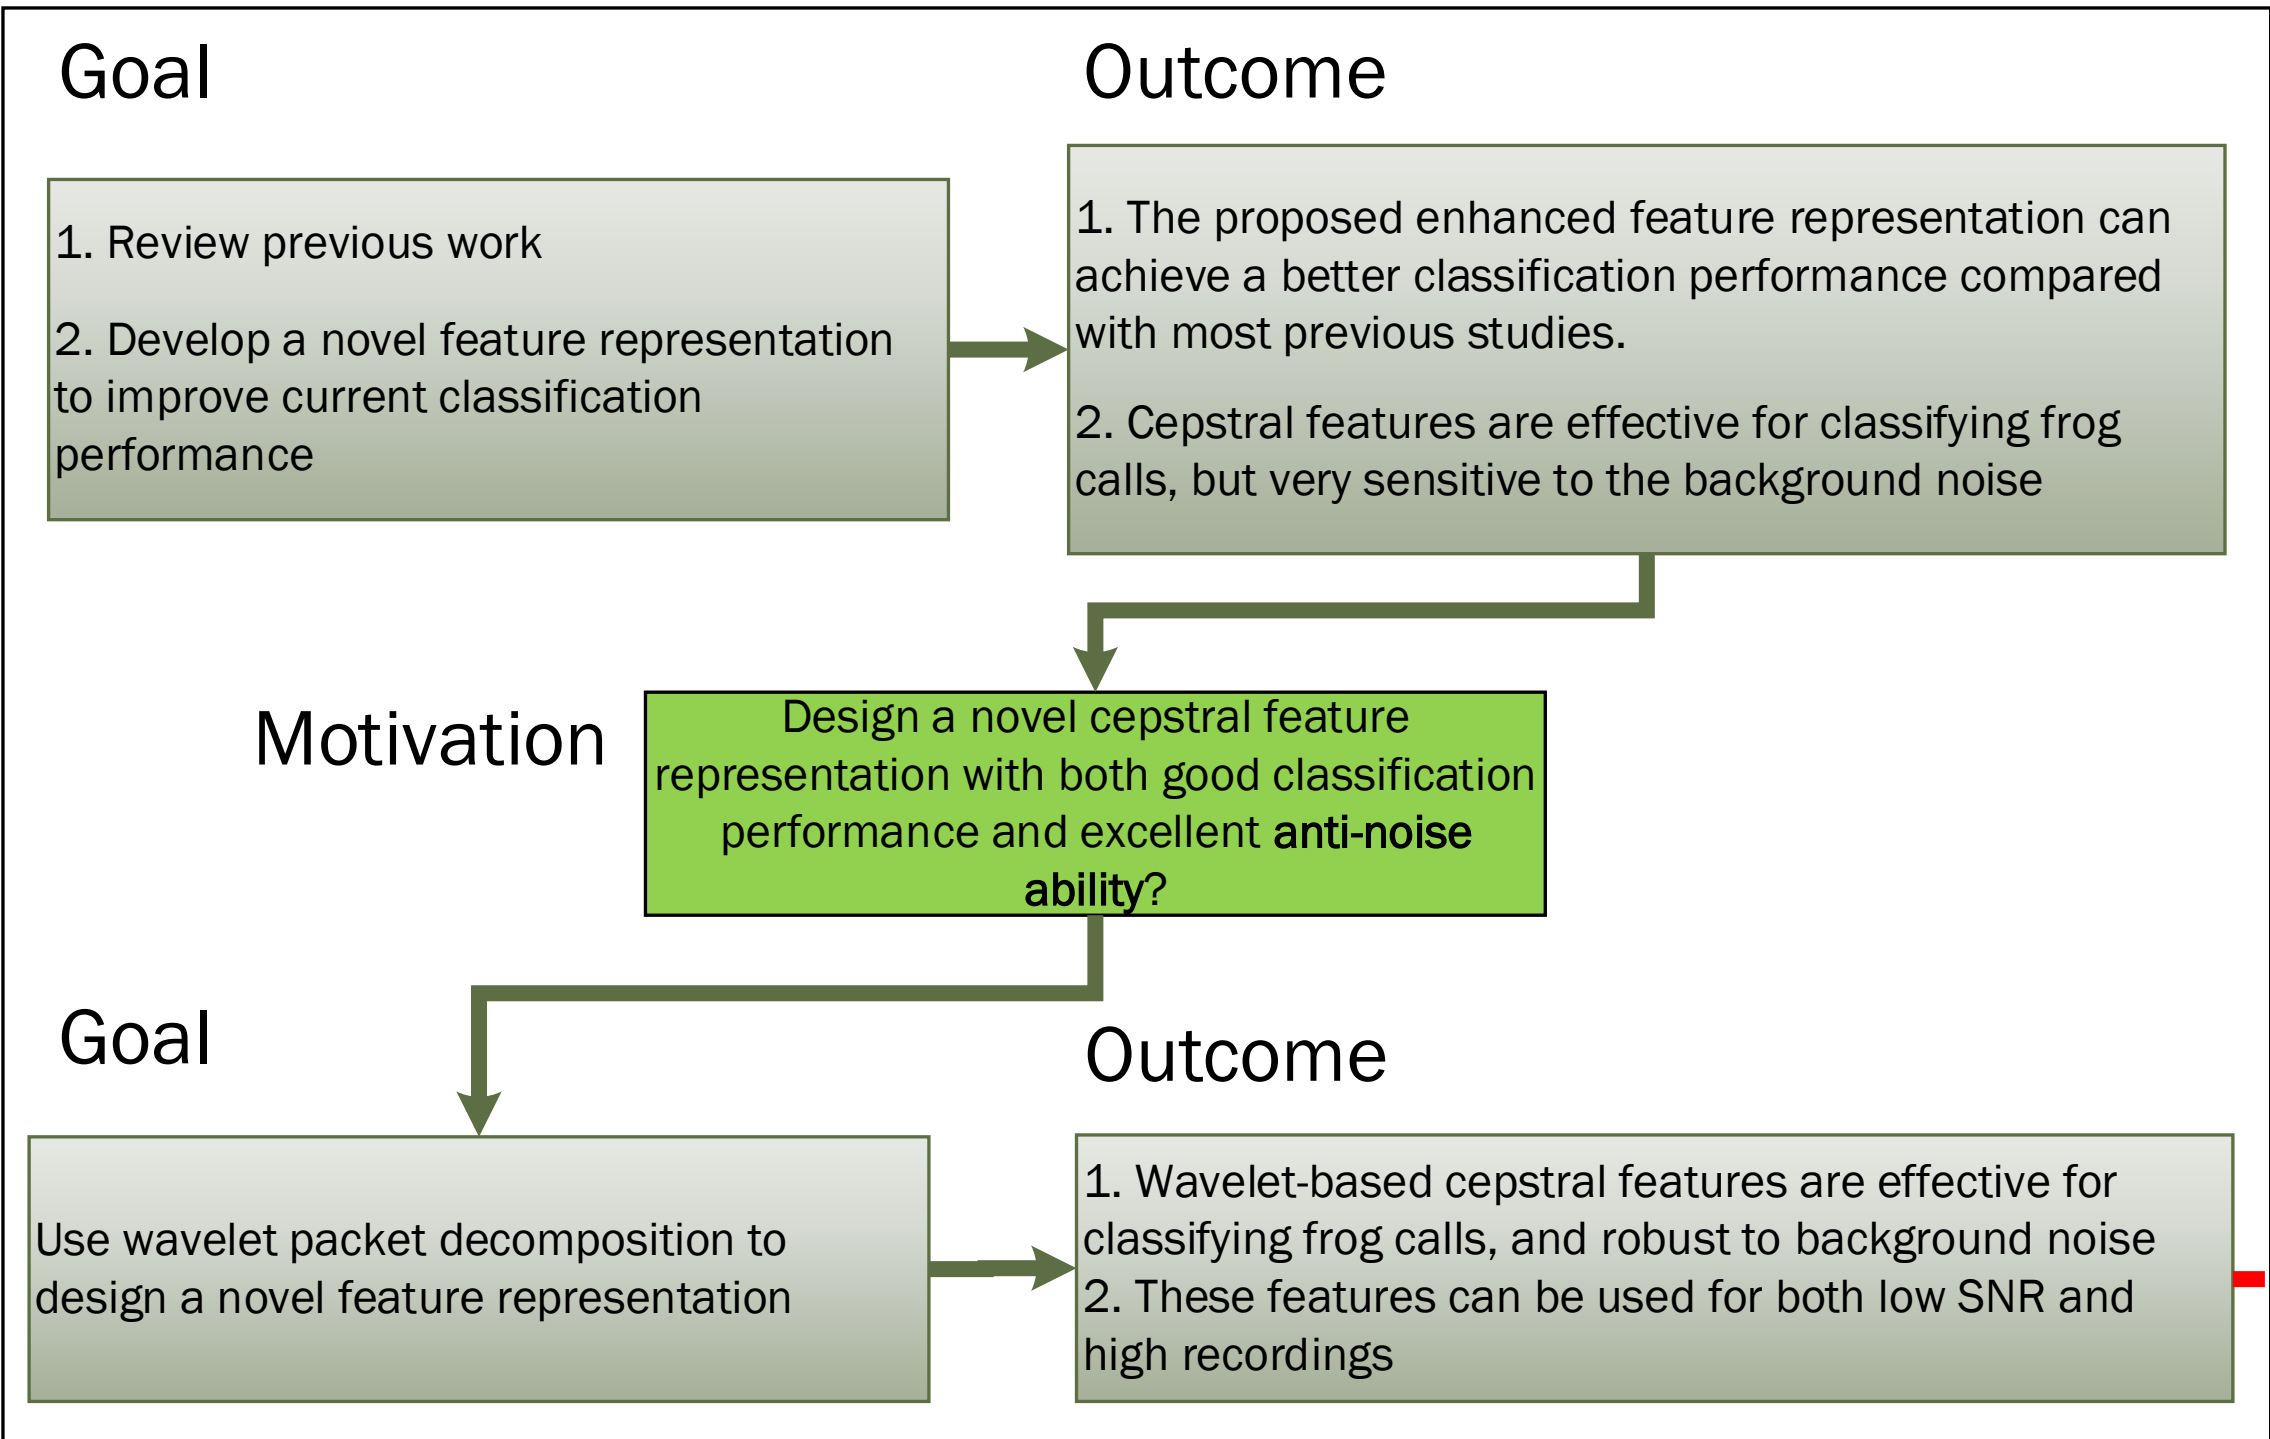 Goal
Outcome
1. Review previous work
2. Develop a novel feature representation
to improve current classification
performance
1. The proposed enhanced feature representation can
achieve a better classification performance compared
with most previous studies.
2. Cepstral features are effective for classifying frog
calls, but very sensitive to the background noise
Motivation
Design a novel cepstral feature
representation with both good classification
performance and excellent anti-noise
ability?
Goal
Outcome
Use wavelet packet decomposition to
design a novel feature representation
1. Wavelet-based cepstral features are effective for
classifying frog calls, and robust to background noise
2. These features can be used for both low SNR and
high recordings